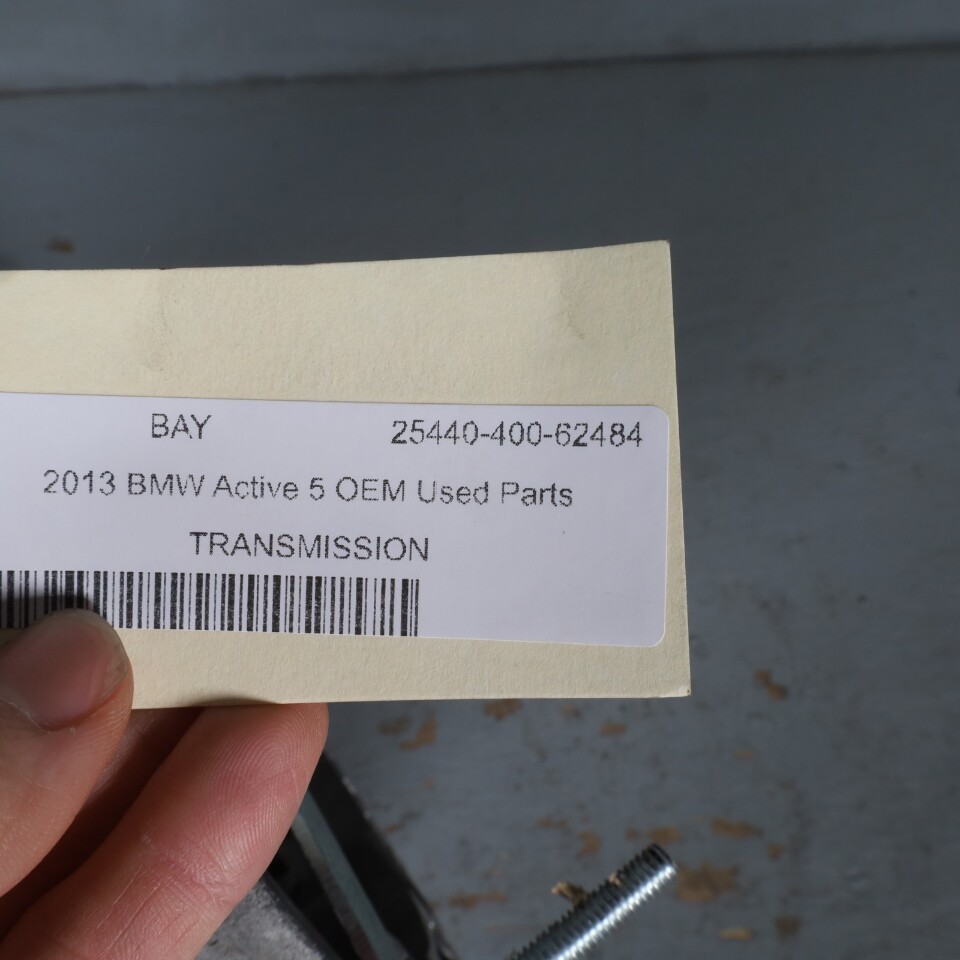 BAY 25440-400-62484
2013 BMW Active 5 OEM Used Parts
TRANSMISSION